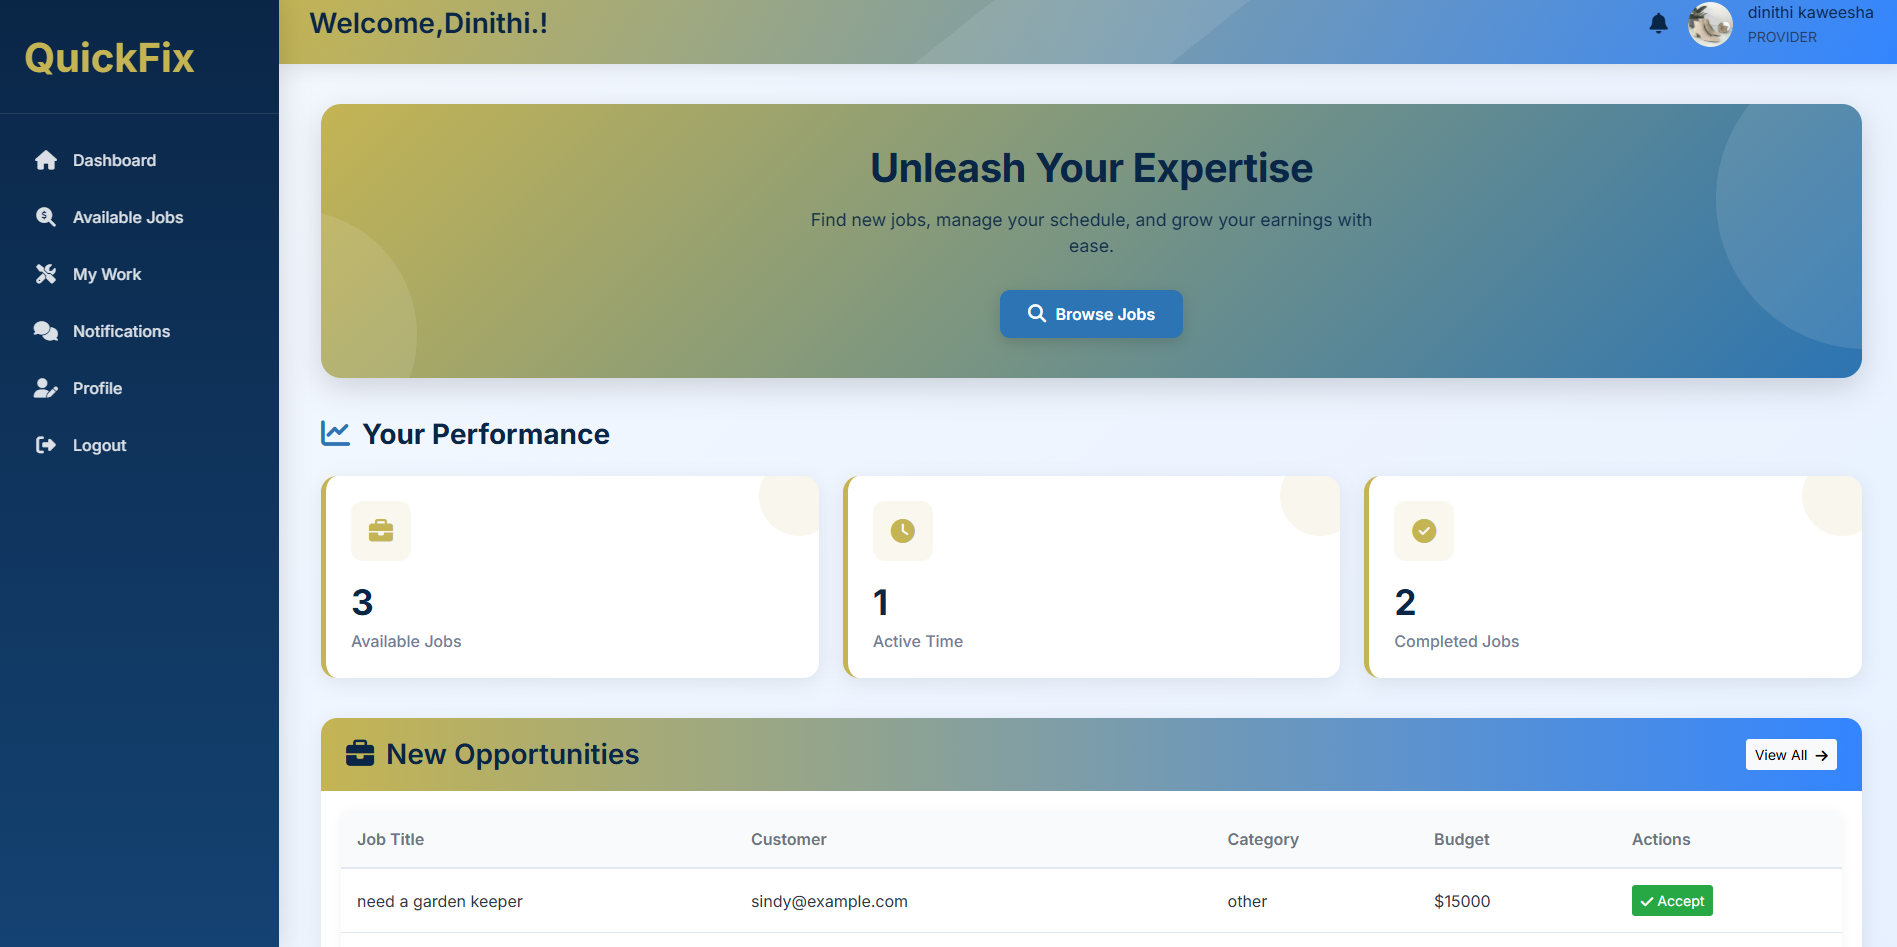 QuickFix
Dashboard
Available Jobs
My Work
Notifications
Profile
Logout
Welcome,Dinithi.!
dinithi kaweesha
PROVIDER
Unleash Your Expertise
Find new jobs, manage your schedule, and grow your earnings with
ease.
Browse Jobs
Your Performance
3
Available Jobs
1
Active Time
2
Completed Jobs
New Opportunities
View All
Job Title Customer Category Budget Actions
need a garden keeper sindy@example.com other $15000 Accept